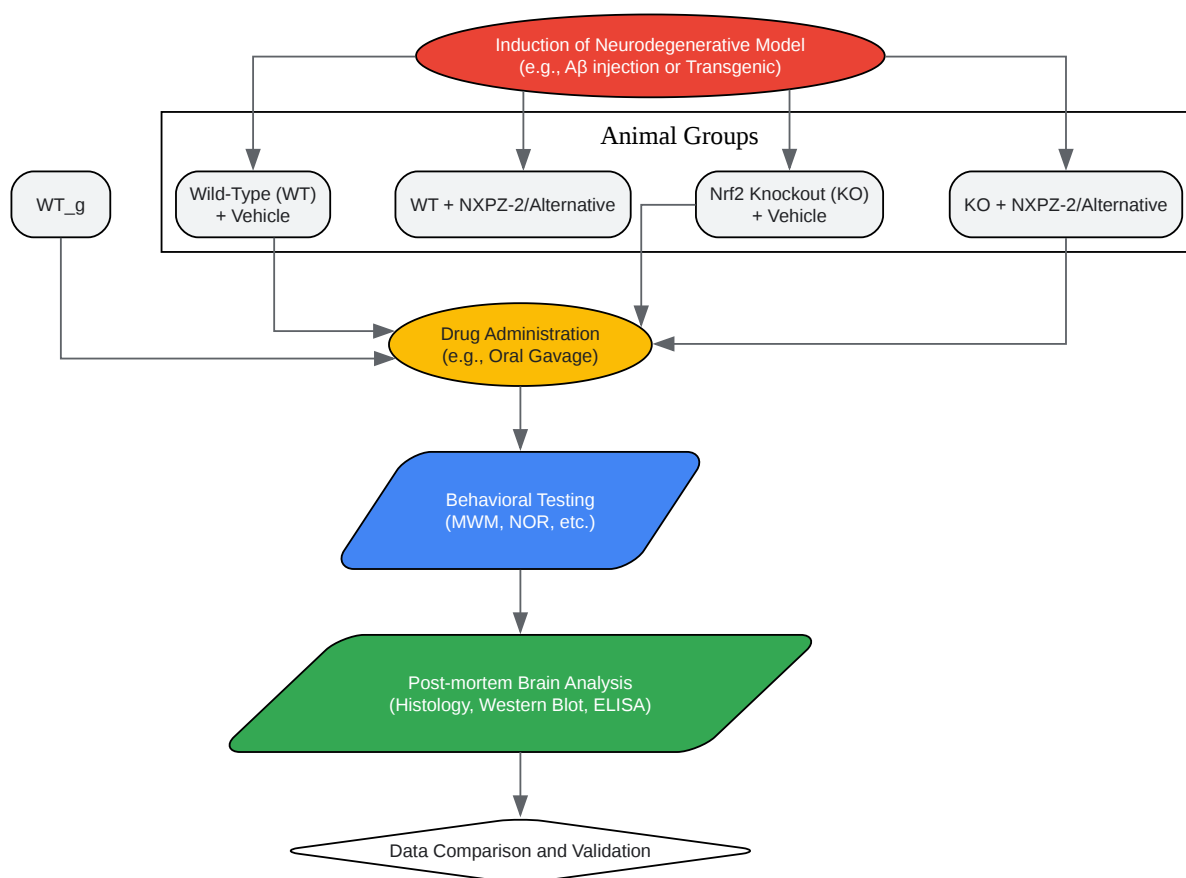 Induction of Neurodegenerative Model
(e.g., Aβ injection or Transgenic)
Animal Groups
WT_g
Wild-Type (WT)
+ Vehicle
WT + NXPZ-2/Alternative
Nrf2 Knockout (KO)
+ Vehicle
KO + NXPZ-2/Alternative
Drug Administration
(e.g., Oral Gavage)
Behavioral Testing
(MWM, NOR, etc.)
Post-mortem Brain Analysis
(Histology, Western Blot, ELISA)
Data Comparison and Validation